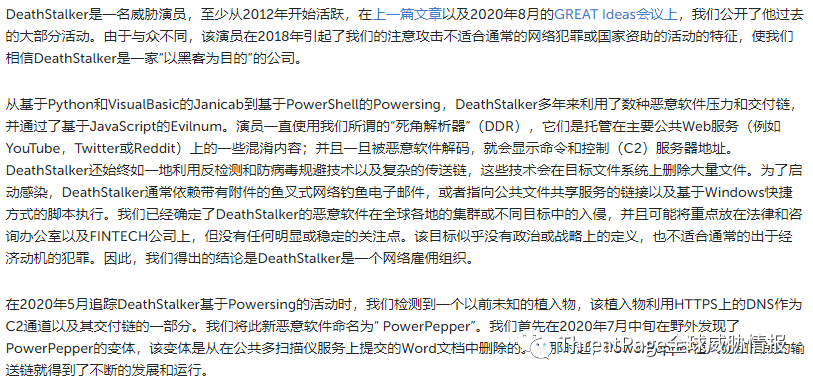 DeathStalker是一名威胁演员，至少从2012年开始活跃，在上一篇文章以及2020年8月的GREAT Ideas会议上，我们公开了他过去
的大部分活动。由于与众不同，该演员在2018年引起了我们的注意攻击不适合通常的网络犯罪或国家资助的活动的特征，使我们
相信DeathStalker是一家“以黑客为目的”的公司。
从基于Python和VisualBasic的Janicab到基于PowerShell的Powersing，DeathStalker多年来利用了数种恶意软件压力和交付链，
并通过了基于JavaScript的Evilnum。演员一直使用我们所谓的“死角解析器”（DDR），它们是托管在主要公共Web服务（例如
YouTube，Twitter或Reddit）上的一些混淆内容；并且一旦被恶意软件解码，就会显示命令和控制（C2）服务器地址。
DeathStalker还始终如一地利用反检测和防病毒规避技术以及复杂的传送链，这些技术会在目标文件系统上删除大量文件。为了启
动感染，DeathStalker通常依赖带有附件的鱼叉式网络钓鱼电子邮件，或者指向公共文件共享服务的链接以及基于Windows快捷
方式的脚本执行。我们已经确定了DeathStalker的恶意软件在全球各地的集群或不同目标中的入侵，并且可能将重点放在法律和咨
询办公室以及FINTECH公司上，但没有任何明显或稳定的关注点。该目标似乎没有政治或战略上的定义，也不适合通常的出于经
济动机的犯罪。因此，我们得出的结论是DeathStalker是一个网络雇佣组织。
在2020年5月追踪DeathStalker基于Powersing的活动时，我们检测到一个以前未知的植入物，该植入物利用HTTPS上的DNS作为
C2通道以及其交付链的一部分。我们将此新恶意软件命名为“ PowerPepper”。我们首先在2020年7月中旬在野外发现了
PowerPepper的变体，该变体是从在公共多扫描仪服务上提交的Word文档中删除的。 ThreatPage全球威胁情报 的输
送链就得到了不断的发展和运行。